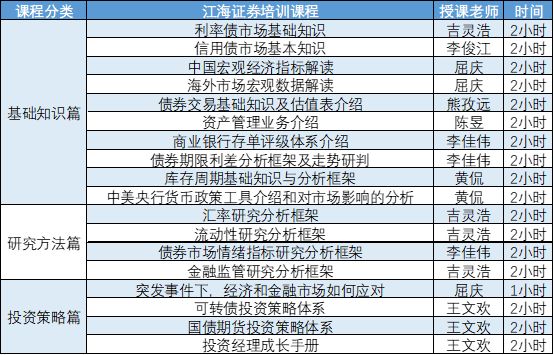 课程分类 江海证券培训课程 授课老师 时间
基础知识篇 利率债市场基础知识 吉灵浩 2小时
信用债市场基本知识 李俊江 2小时
中国宏观经济指标解读 屈庆 2小时
海外市场宏观数据解读 屈庆 2小时
债券交易基础知识及估值表介绍 熊孜远 2小时
资产管理业务介绍 陈昱 2小时
商业银行存单评级体系介绍 李佳伟 2小时
债券期限利差分析框架及走势研判 李佳伟 2小时
库存周期基础知识与分析框架 黄侃 2小时
中美央行货币政策工具介绍和对市场影响的分析 黄侃 2小时
研究方法篇 汇率研究分析框架 吉灵浩 2小时
流动性研究分析框架 吉灵浩 2小时
债券市场情绪指标研究分析框架 李佳伟 2小时
金融监管研究分析框架 吉灵浩 2小时
投资策略篇 突发事件下，经济和金融市场如何应对 屈庆 1小时
可转债投资策略体系 王文欢 2小时
国债期货投资策略体系 王文欢 2小时
投资经理成长手册 王文欢 2小时